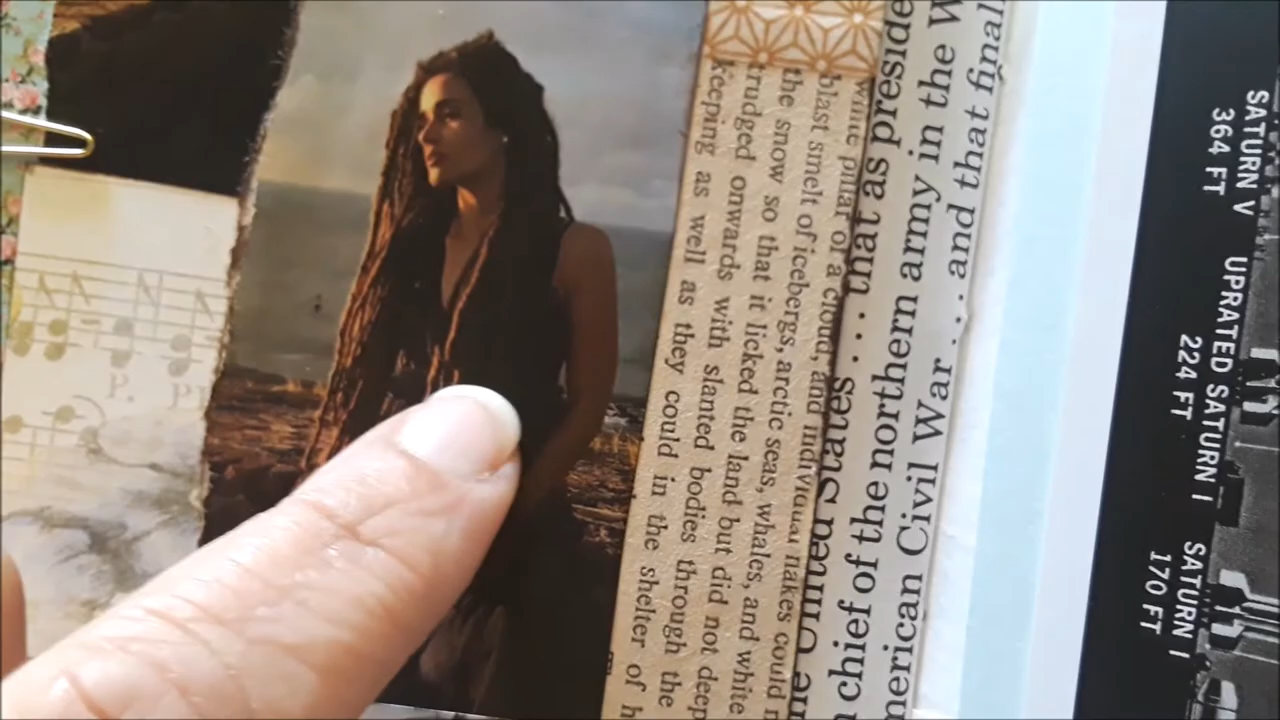 white pillar of a cloud, and individual flakes could
blast smelt of icebergs, arctic seas, whales, and white
the snow so that it licked the land but did not deep
trudged onwards with slanted bodies through the
keeping as well as they could in the shelter of h
United States . . . that as preside
chief of the northern army in the W
merican Civil War . . . and that final
SATURN V
364 FT
UPRATED SATURN I
224 FT
SATURN I
170 FT
P.